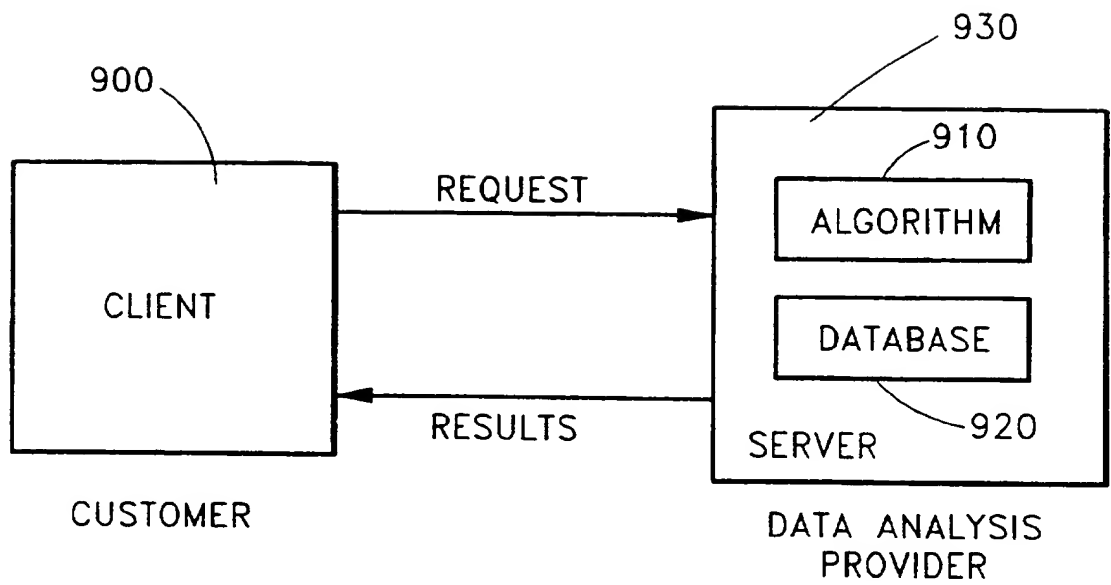 930
900
910
REQUEST
ALGORITHM
CLIENT
DATABASE
RESULTS
920
SERVER
CUSTOMER
DATA ANALYSIS
PROVIDER